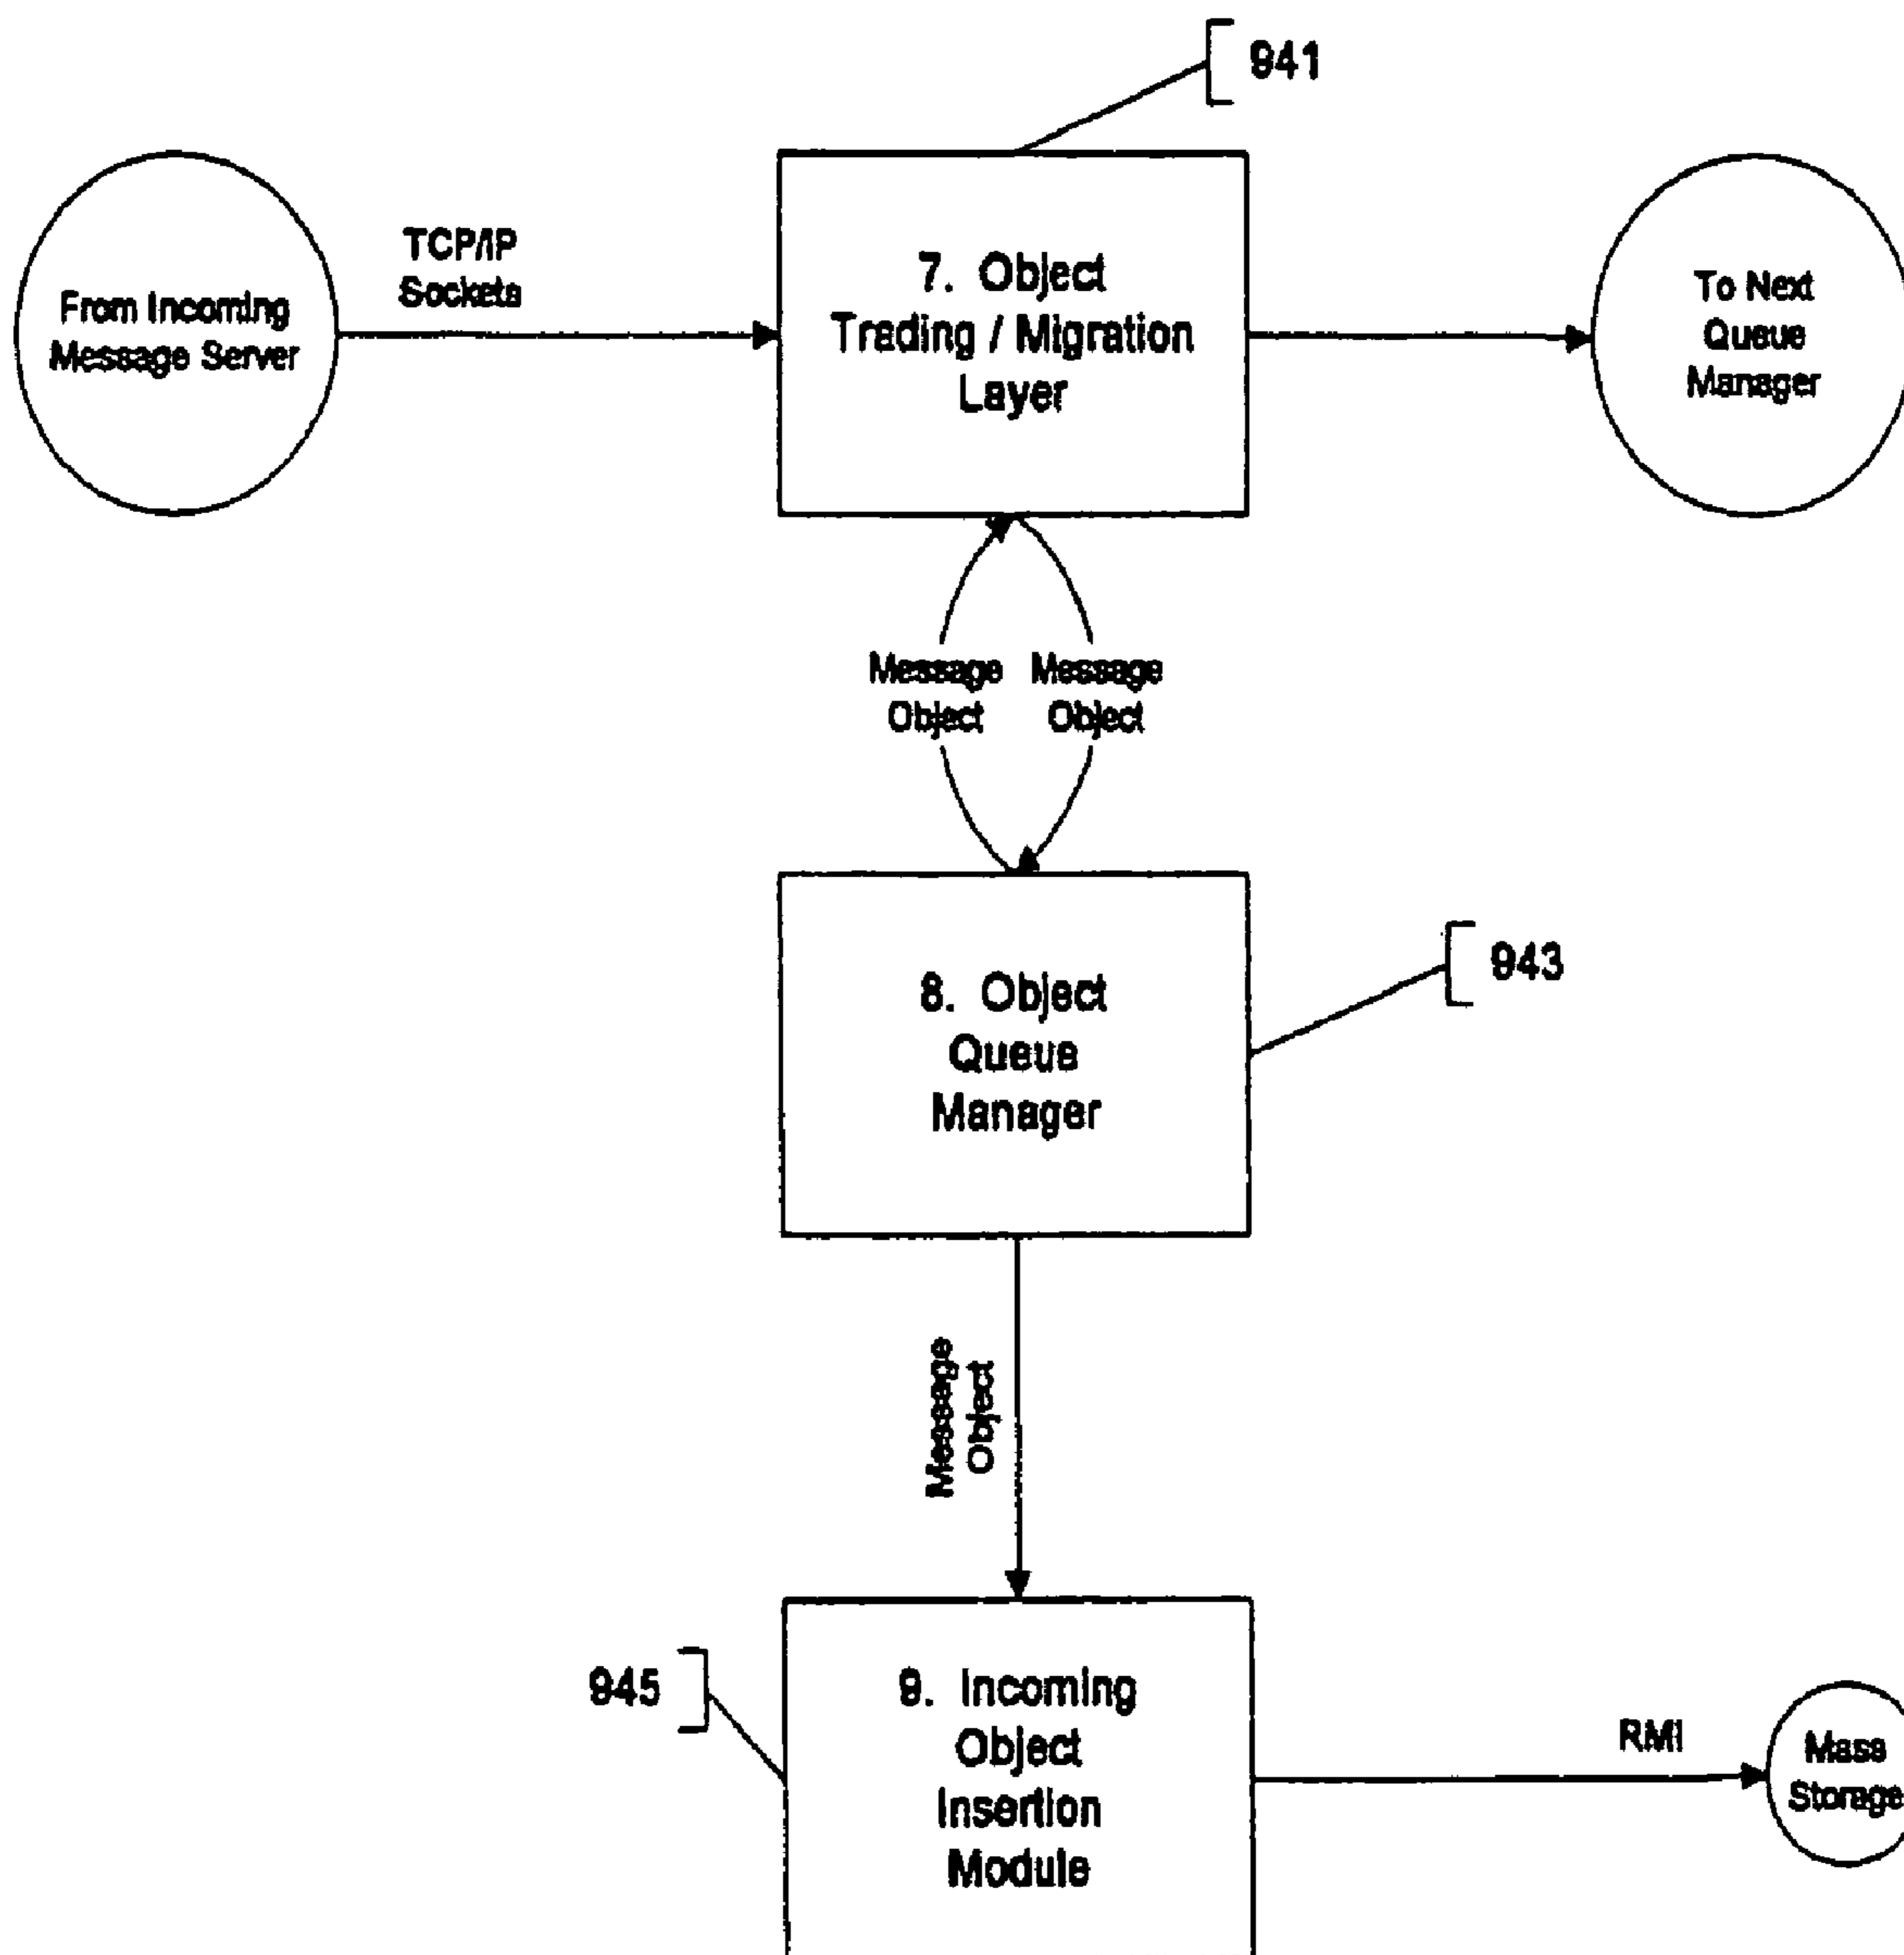 941
From Incoming
Message Server
TCP/IP
Sockets
7. Object
Trading / Migration
Layer
To Next
Queue
Manager
Message
Object
Message
Object
8. Object
Queue
Manager
943
Message
Object
945
9. Incoming
Object
Insertion
Module
RMI
Mass
Storage